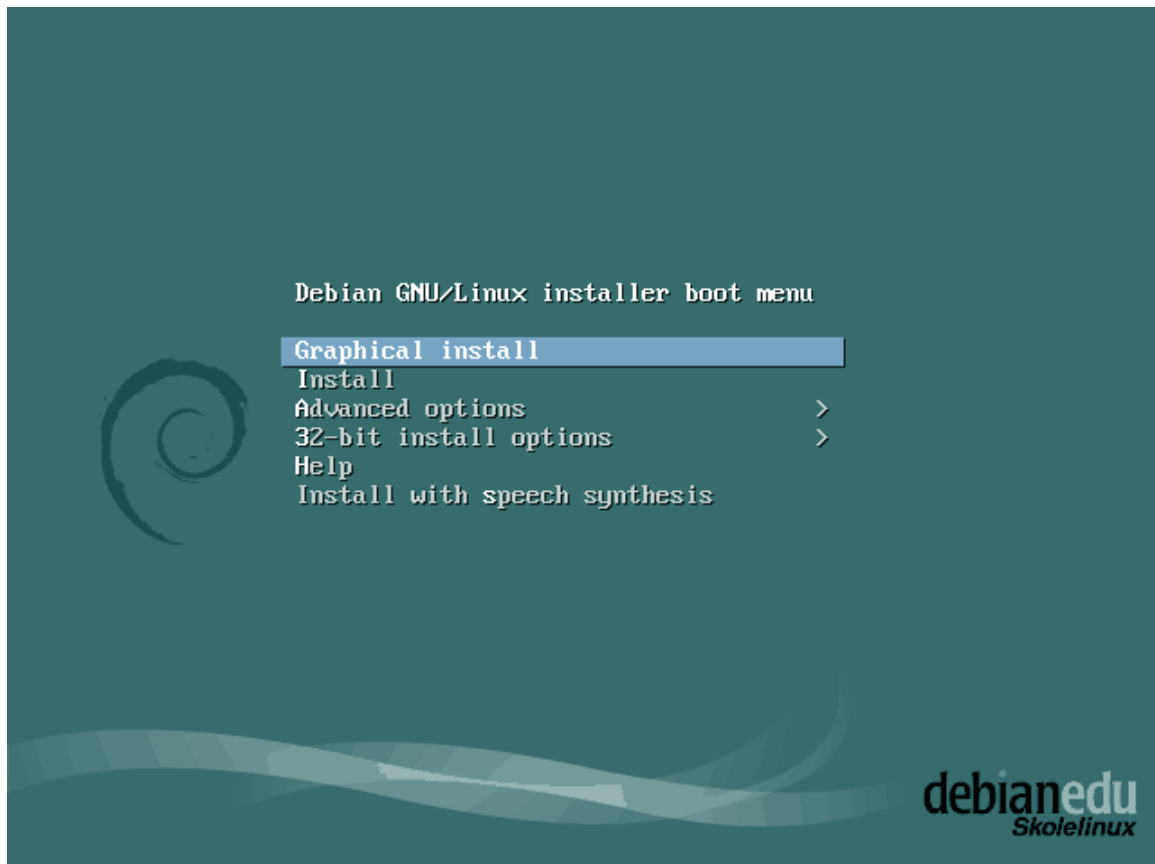 Debian GNU/Linux installer boot menu
Graphical install
Install
Advanced options >
32-bit install options >
Help
Install with speech synthesis
debianedu
Skolelinux